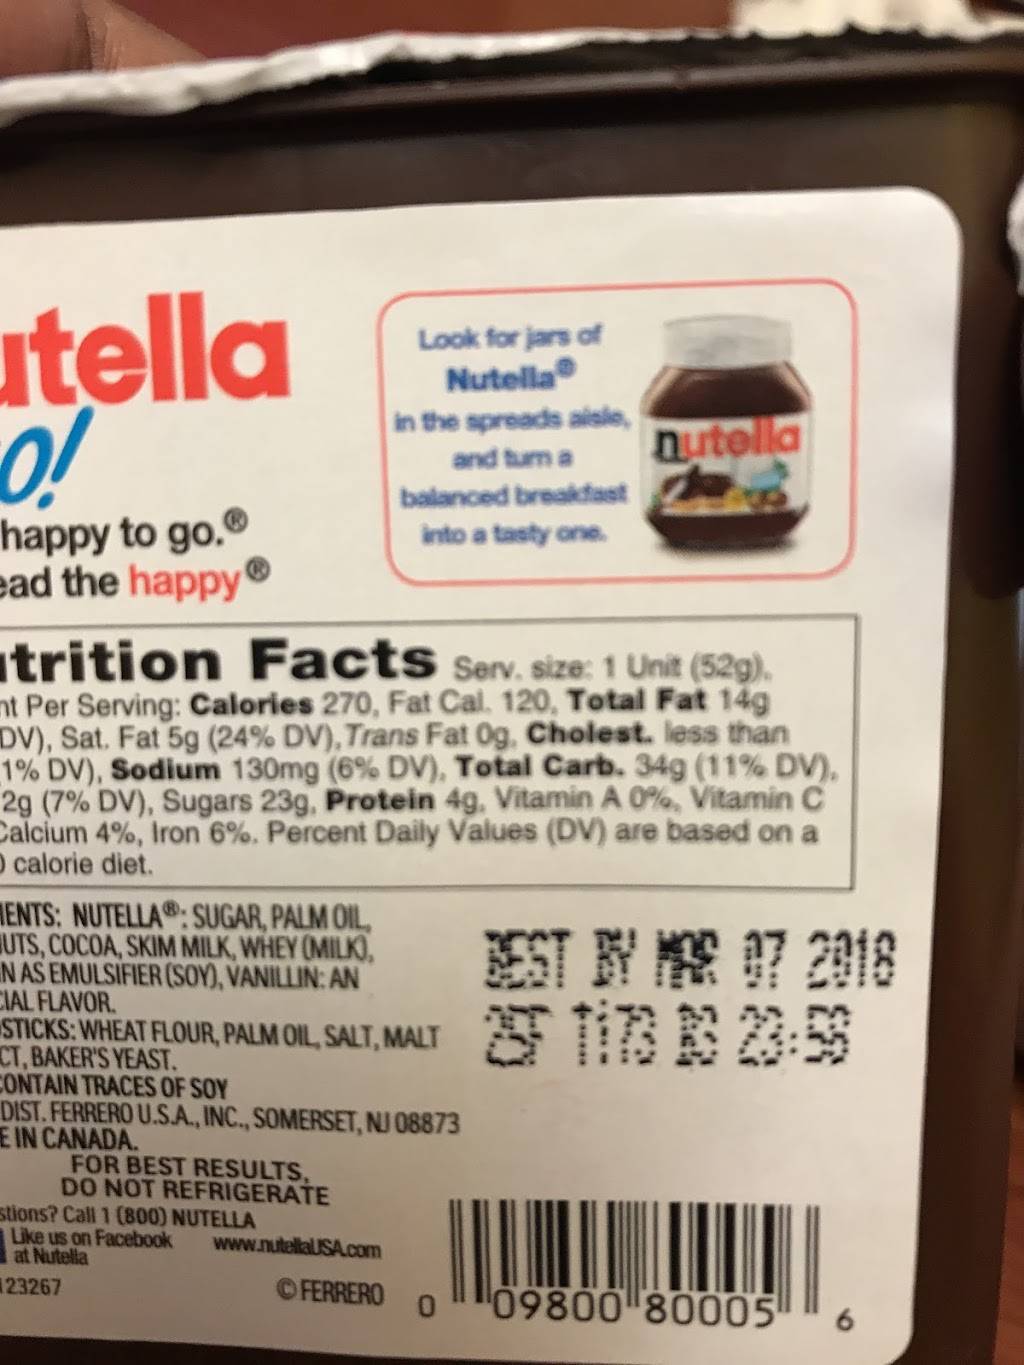 utella
O!
happy to go.®
ead the happy®
Look for jars of
Nutella®
in the spreads aisle,
and turn a
balanced breakfast
into a tasty one.
nutella
utrition Facts Serv. size: 1 Unit (52g),
nt Per Serving: Calories 270, Fat Cal. 120, Total Fat 14g
DV), Sat. Fat 5g (24% DV), Trans Fat 0g, Cholest. less than
1% DV), Sodium 130mg (6% DV), Total Carb. 34g (11% DV),
2g (7% DV), Sugars 23g, Protein 4g, Vitamin A 0%, Vitamin C
Calcium 4%, Iron 6%. Percent Daily Values (DV) are based on a
0 calorie diet.
IENTS: NUTELLA®: SUGAR, PALM OIL,
NUTS, COCOA, SKIM MILK, WHEY (MILK),
IN AS EMULSIFIER (SOY), VANILLIN: AN
CIAL FLAVOR.
STICKS: WHEAT FLOUR, PALM OIL, SALT, MALT
CT, BAKER'S YEAST.
CONTAIN TRACES OF SOY
DIST. FERRERO U.S.A., INC., SOMERSET, NJ 08873
E IN CANADA.
FOR BEST RESULTS,
DO NOT REFRIGERATE
stions? Call 1 (800) NUTELLA
Like us on Facebook
at Nutella
www.nutellaUSA.com
123267
© FERRERO
BEST BY MAR 07 2018
0 09800 80005 6